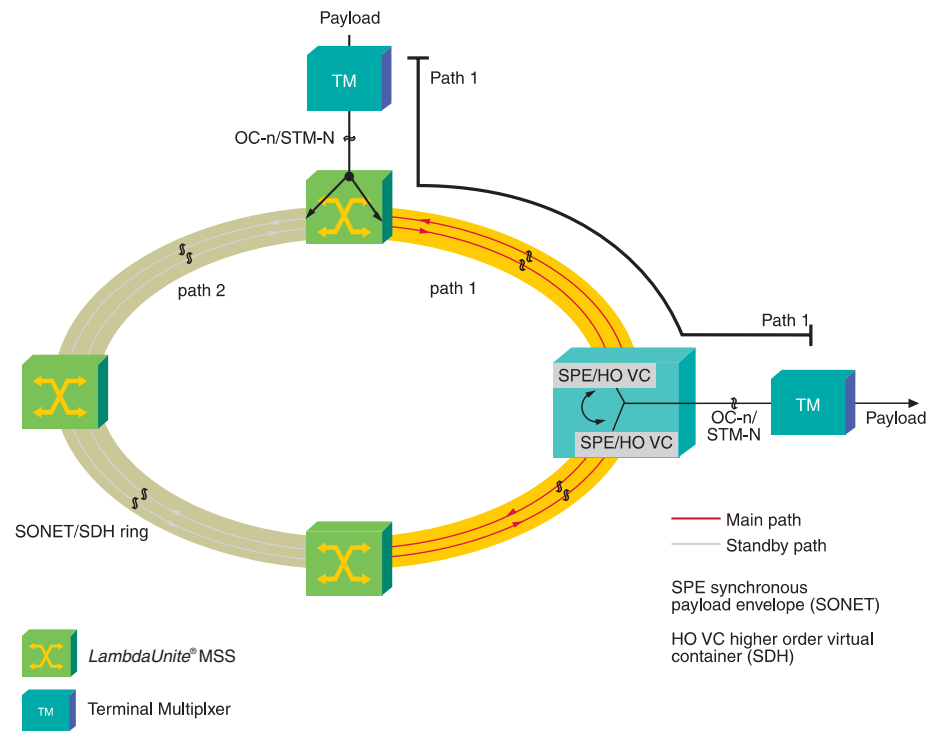 Payload
TM
Path 1
OC-n/STM-N
path 2
path 1
Path 1
SPE/HO VC
SPE/HO VC
OC-n/
STM-N
TM
Payload
SONET/SDH ring
Main path
Standby path
SPE synchronous
payload envelope (SONET)
HO VC higher order virtual
container (SDH)
LambdaUnite® MSS
TM
Terminal Multiplxer